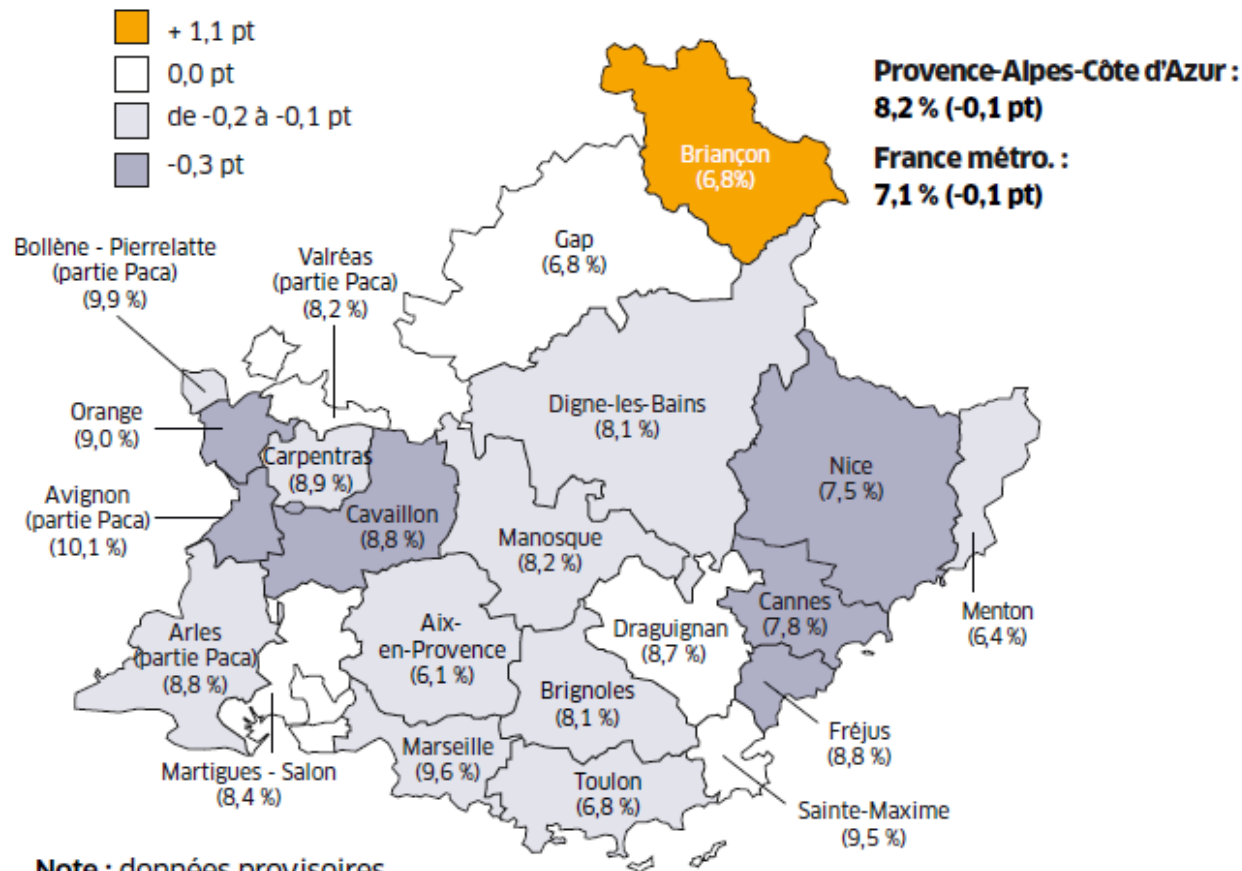 + 1,1 pt
0,0 pt
de -0,2 à -0,1 pt
-0,3 pt
Provence-Alpes-Côte d'Azur :
8,2 % (-0,1 pt)
France métro. :
7,1 % (-0,1 pt)
Briançon
(6,8%)
Gap
(6,8 %)
Bollène - Pierrelatte
(partie Paca)
(9,9 %)
Valréas
(partie Paca)
(8,2 %)
Orange
(9,0 %)
Carpentras
(8,9 %)
Avignon
(partie Paca)
(10,1 %)
Cavaillon
(8,8 %)
Digne-les-Bains
(8,1 %)
Nice
(7,5 %)
Manosque
(8,2 %)
Menton
(6,4 %)
Cannes
(7,8 %)
Draguignan
(8,7 %)
Arles
(partie Paca)
(8,8 %)
Aix-
en-Provence
(6,1 %)
Brignoles
(8,1 %)
Fréjus
(8,8 %)
Martigues - Salon
(8,4 %)
Marseille
(9,6 %)
Toulon
(6,8 %)
Sainte-Maxime
(9,5 %)
Note : données provisoires